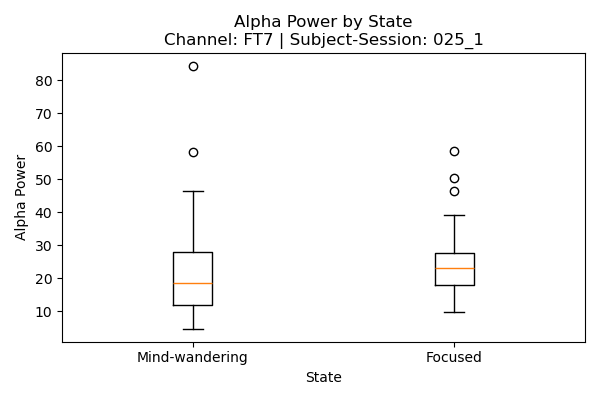 Alpha Power by State
Channel: FT7 | Subject-Session: 025_1
80
70
60
50
40
30
20
10
Alpha Power
Mind-wandering
Focused
State